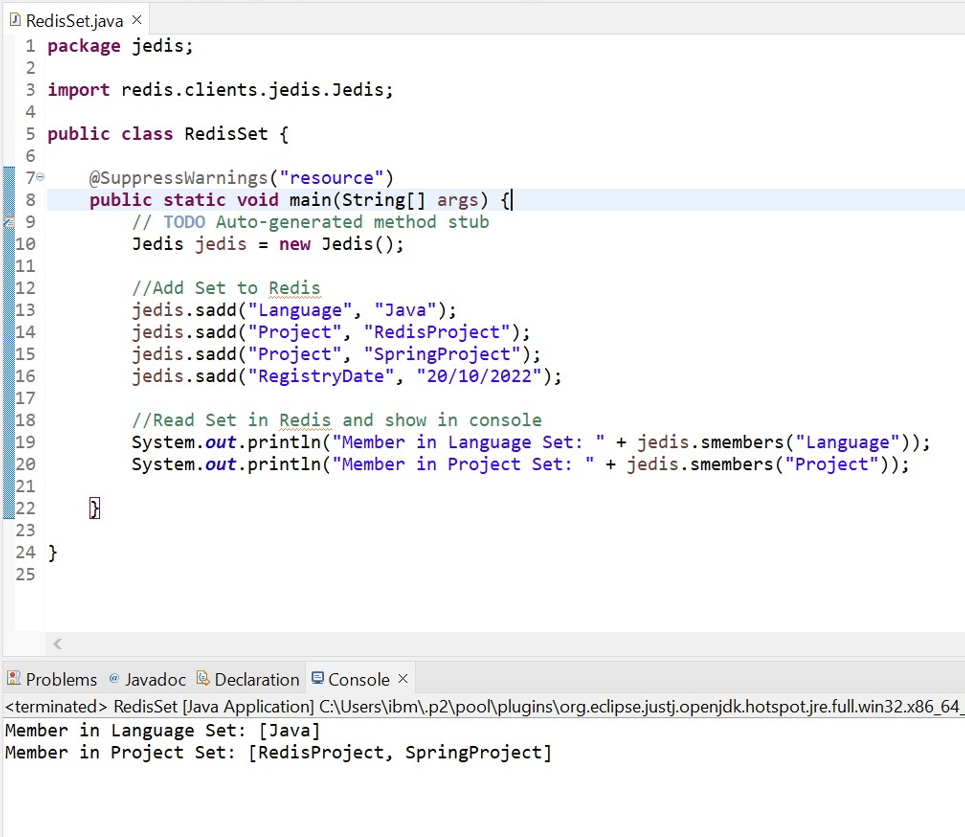 RedisSet.java
1 package jedis;
2
3 import redis.clients.jedis.Jedis;
4
5 public class RedisSet {
6
7 @SuppressWarnings("resource")
8 public static void main(String[] args) {
9 // TODO Auto-generated method stub
10 Jedis jedis = new Jedis();
11
12 //Add Set to Redis
13 jedis.sadd("Language", "Java");
14 jedis.sadd("Project", "RedisProject");
15 jedis.sadd("Project", "SpringProject");
16 jedis.sadd("RegistryDate", "20/10/2022");
17
18 //Read Set in Redis and show in console
19 System.out.println("Member in Language Set: " + jedis.smembers("Language"));
20 System.out.println("Member in Project Set: " + jedis.smembers("Project"));
21
22 }
23
24 }
25
Problems @ Javadoc Declaration Console
<terminated> RedisSet [Java Application] C:\Users\ibm\.p2\pool\plugins\org.eclipse.justj.openjdk.hotspot.jre.full.win32.x86_64_
Member in Language Set: [Java]
Member in Project Set: [RedisProject, SpringProject]